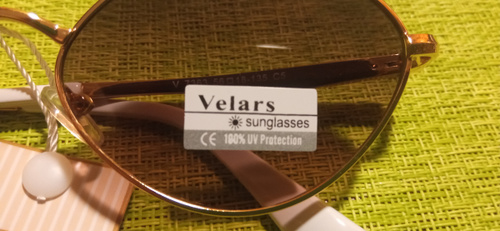 Velars
sunglasses
CE 100% UV Protection